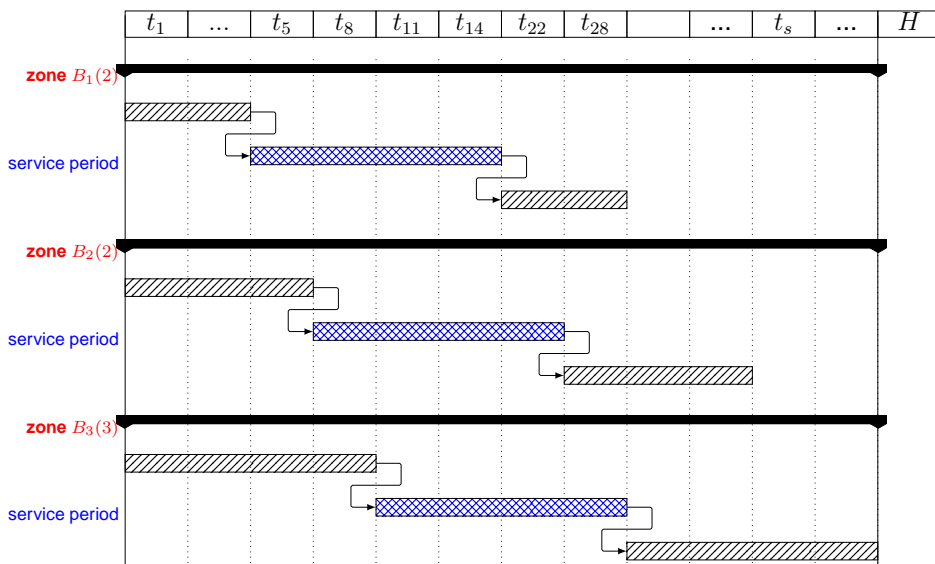 t₁ ... t₅ t₈ t₁₁ t₁₄ t₂₂ t₂₈ ... tₛ ... H
zone B₁(2)
service period
zone B₂(2)
service period
zone B₃(3)
service period